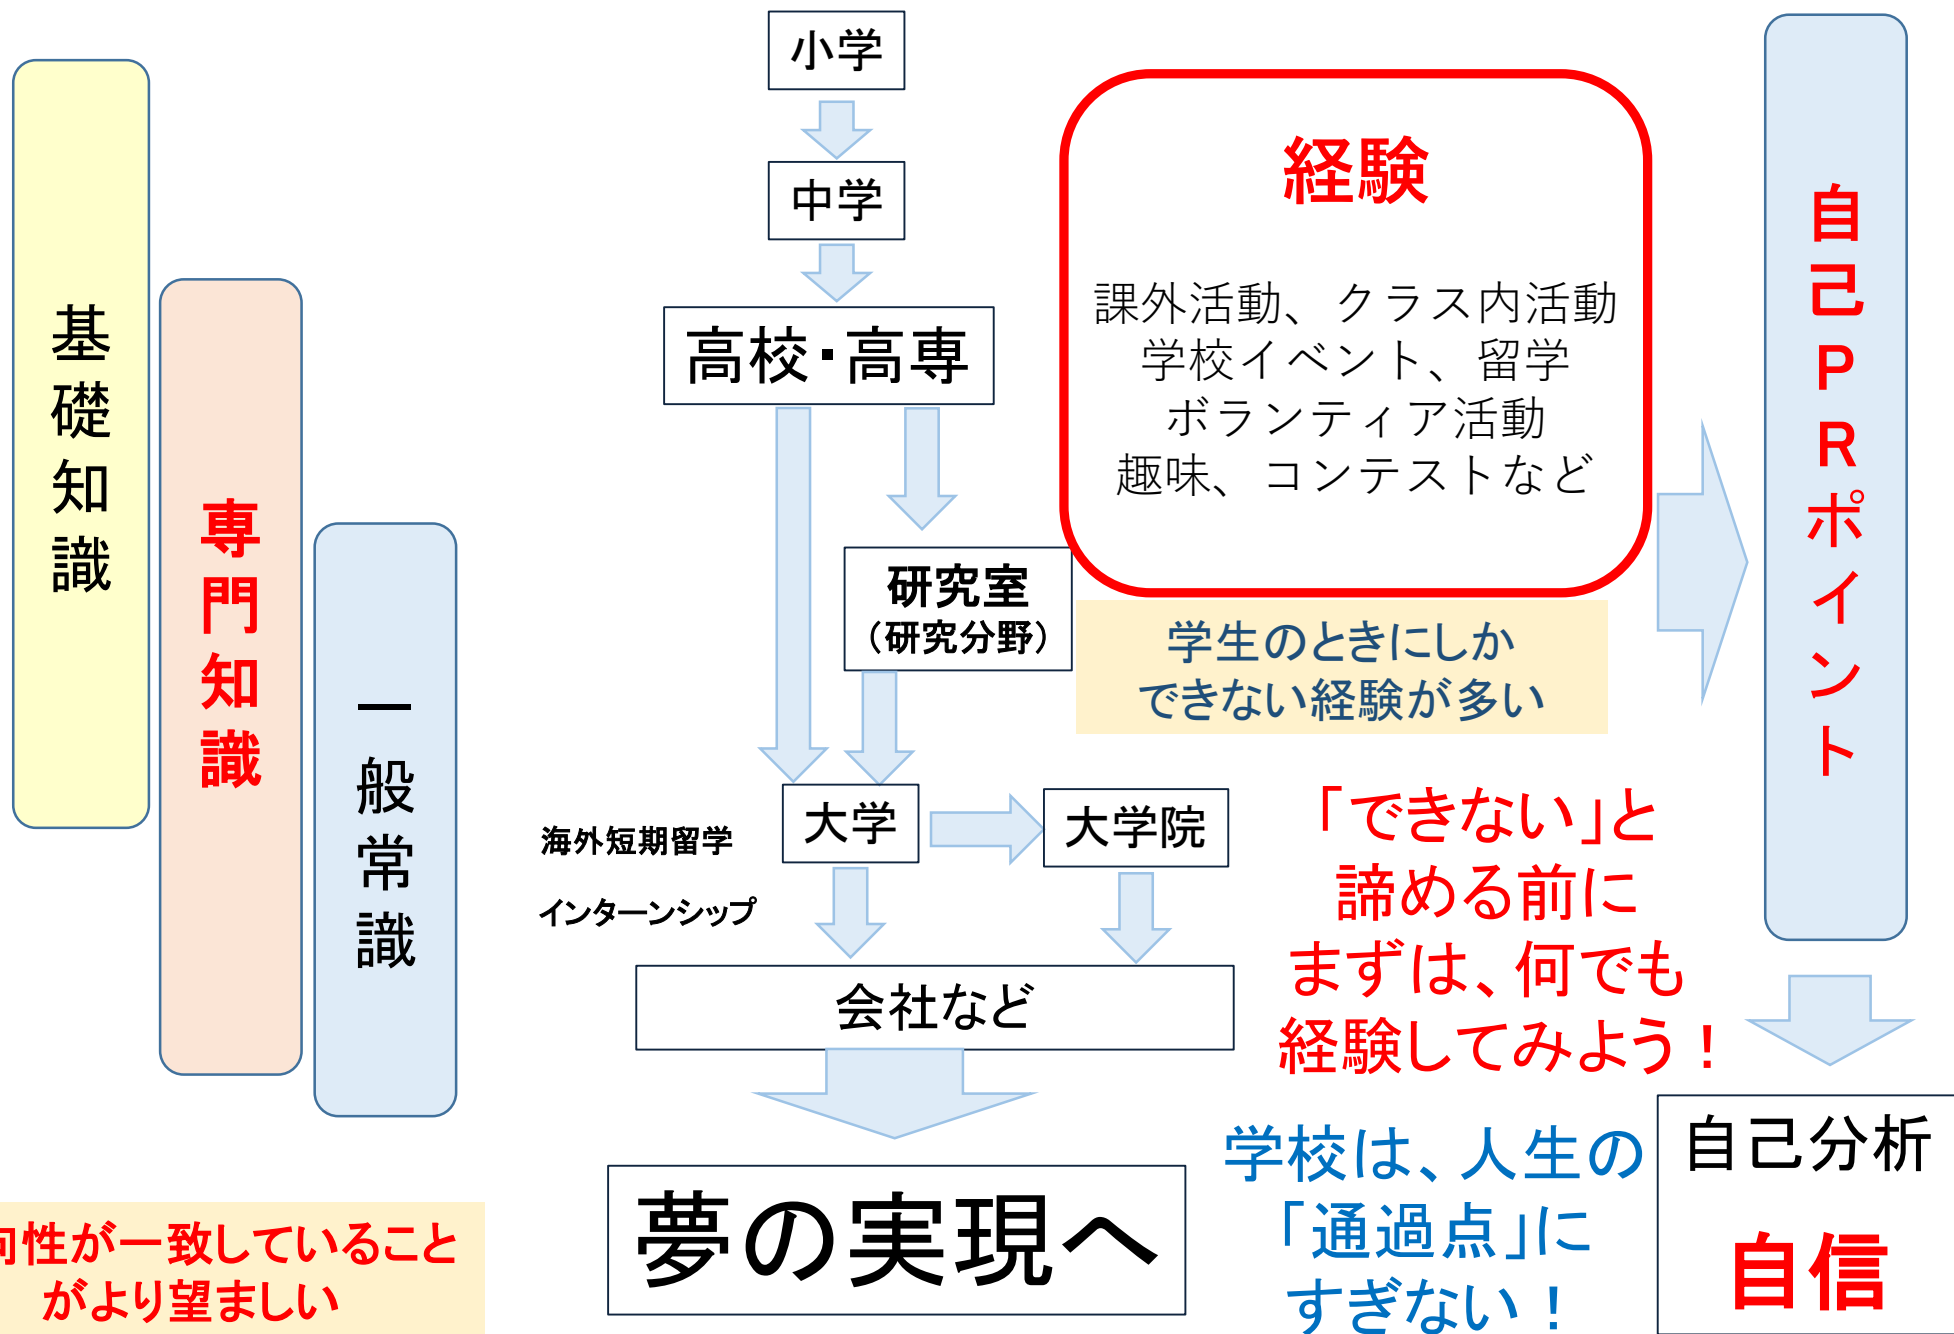 小学
中学
高校・高専
研究室
（研究分野）
大学
大学院
海外短期留学
インターンシップ
会社など
夢の実現へ
基礎知識
専門知識
一般常識
向性が一致していること
がより望ましい
経験
課外活動、クラス内活動
学校イベント、留学
ボランティア活動
趣味、コンテストなど
学生のときにしか
できない経験が多い
「できない」と
諦める前に
まずは、何でも
経験してみよう！
学校は、人生の
「通過点」に
すぎない！
自己ＰＲポイント
自己分析
自信